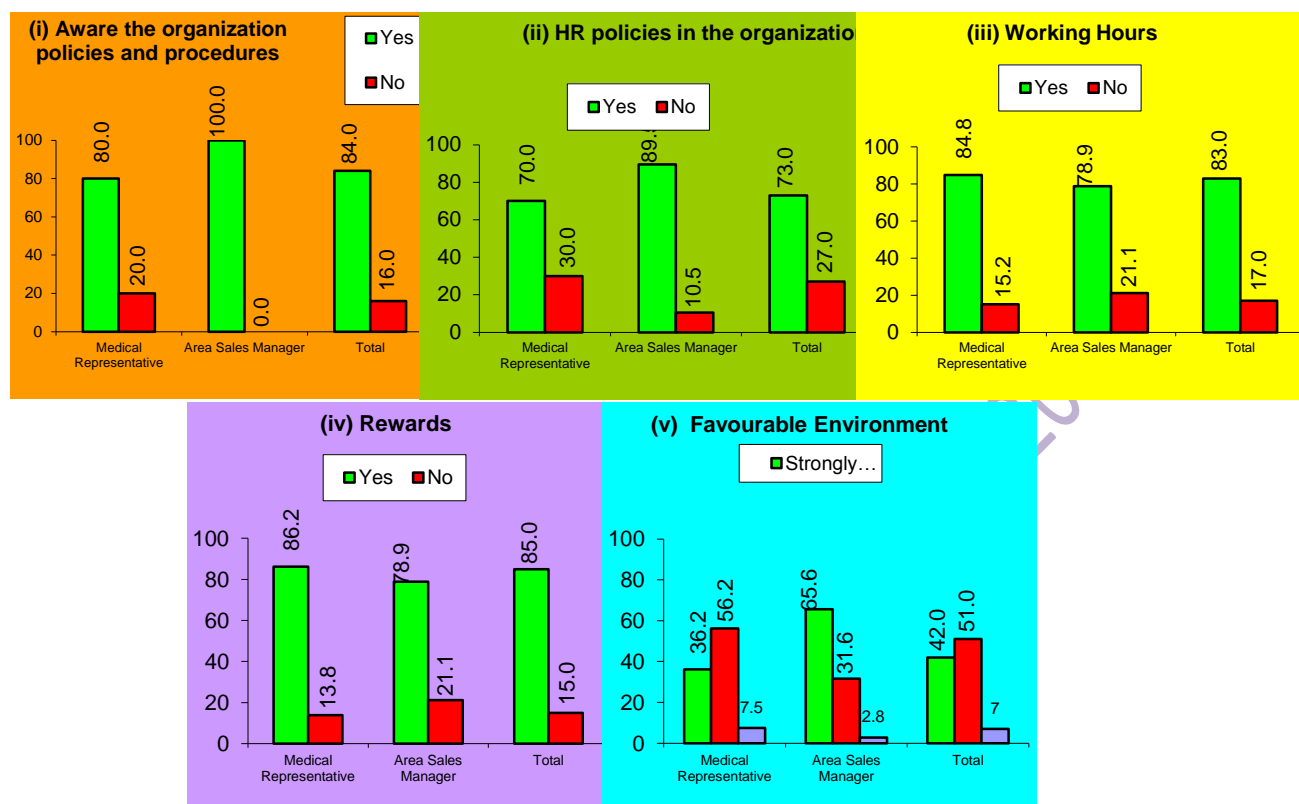 (i) Aware the organization
policies and procedures
Yes
No
100
80
60
40
20
0
80.0
20.0
100.0
0.0
84.0
16.0
Medical
Representative
Area Sales Manager
Total
(ii) HR policies in the
Yes No
100
80
60
40
20
0
70.0
30.0
10.5
73.0
27.0
Medical
Representative
Area Sales Manager
Total
(iii) Working Hours
Yes No
100
80
60
40
20
0
84.8
15.2
78.9
21.1
83.0
17.0
Medical
Representative
Area Sales Manager
Total
(iv) Rewards
Yes No
100
80
60
40
20
0
86.2
13.8
78.9
21.1
85.0
15.0
Medical
Representative
Area Sales
Manager
Total
(v) Favourable Environment
Strongly…
100
80
60
40
20
0
36.2
56.2
7.5
65.6
31.6
2.8
42.0
51.0
7
Medical
Representative
Area Sales
Manager
Total